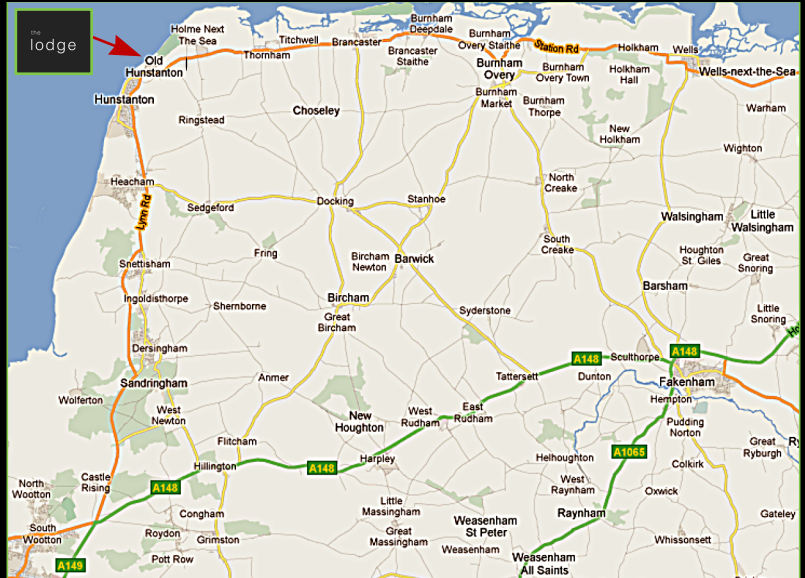 the
lodge
Holme Next
The Sea
Old
Hunstanton
Hunstanton
Thornham
Titchwell
Brancaster
Brancaster
Staithe
Burnham
Deepdale
Burnham
Overy Staithe
Station Rd
Holkham
Wells
Wells-next-the-Sea
Burnham
Overy
Burnham
Overy Town
Holkham
Hall
Burnham
Market
Burnham
Thorpe
Warham
Choseley
Ringstead
New
Holkham
Wighton
Heacham
Lynn Rd
Sedgeford
Docking
Stanhoe
North
Creake
Walsingham
Little
Walsingham
Fring
Bircham
Newton
Barwick
South
Creake
Houghton
St. Giles
Great
Snoring
Snettisham
Ingoldisthorpe
Shernborne
Bircham
Great
Bircham
Syderstone
Barsham
Little
Snoring
Dersingham
Sandringham
Anmer
Tattersett
A148
Sculthorpe
A148
Dunton
Fakenham
Hempton
Wolferton
West
Newton
New
Houghton
West
Rudham
East
Rudham
Pudding
Norton
Flitcham
Hillington
A148
Harpley
Helhoughton
A1065
Great
Ryburgh
Colkirk
North
Wootton
Castle
Rising
A148
West
Raynham
Oxwick
Little
Massingham
Raynham
Gateley
South
Wootton
Congham
Roydon
Grimston
Great
Massingham
Weasenham
St Peter
Weasenham
Whissonsett
A149
Pott Row
Weasenham
All Saints